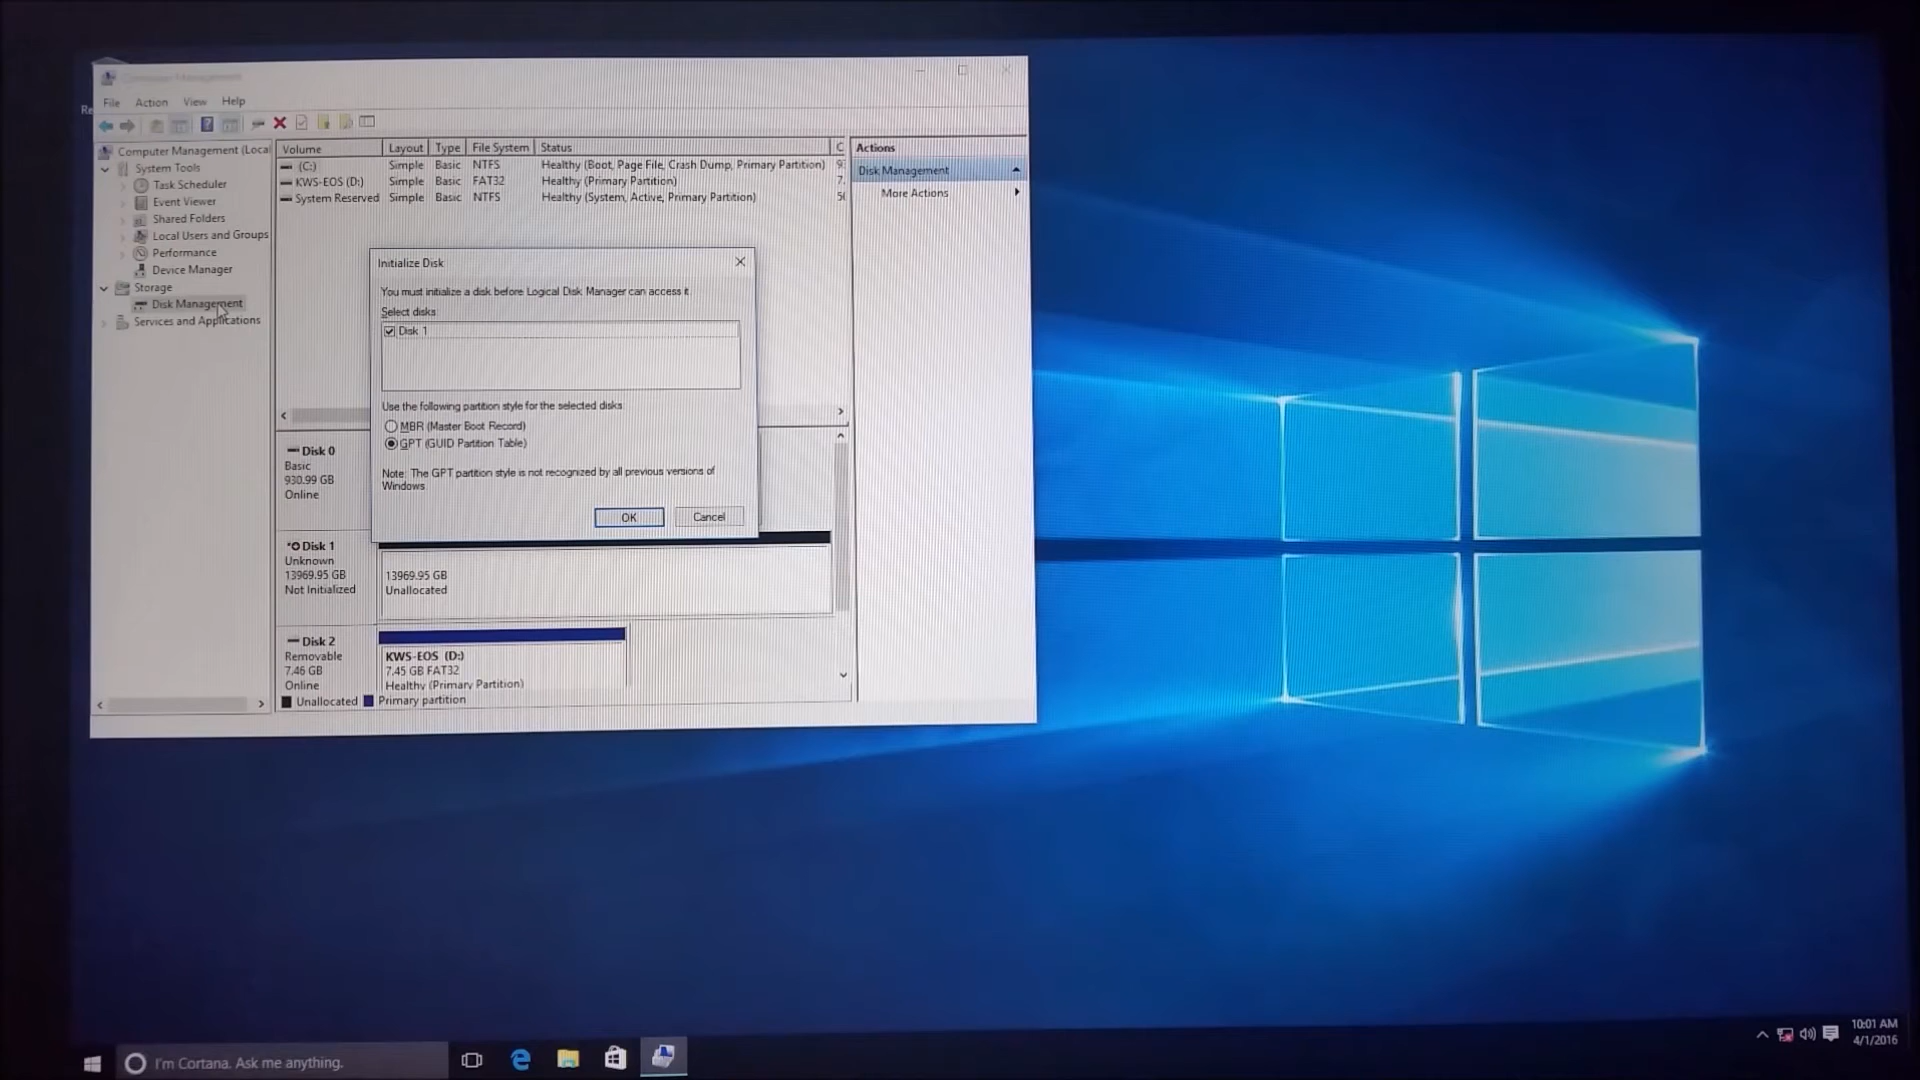 Re
Computer Management
File Action View Help
Computer Management (Local
System Tools
Task Scheduler
Event Viewer
Shared Folders
Local Users and Groups
Performance
Device Manager
Storage
Disk Management
Services and Applications
Volume Layout Type File System Status C
(C:) Simple Basic NTFS Healthy (Boot, Page File, Crash Dump, Primary Partition) 9
KWS-EOS (D:) Simple Basic FAT32 Healthy (Primary Partition) 7.
System Reserved Simple Basic NTFS Healthy (System, Active, Primary Partition) 50
Actions
Disk Management
More Actions
Initialize Disk
You must initialize a disk before Logical Disk Manager can access it.
Select disks:
Disk 1
Use the following partition style for the selected disks:
MBR (Master Boot Record)
GPT (GUID Partition Table)
Note: The GPT partition style is not recognized by all previous versions of
Windows.
OK Cancel
Disk 0
Basic
930.99 GB
Online
Disk 1
Unknown
13969.95 GB
Not Initialized
13969.95 GB
Unallocated
Disk 2
Removable
7.46 GB
Online
KWS-EOS (D:)
7.45 GB FAT32
Healthy (Primary Partition)
Unallocated Primary partition
I'm Cortana. Ask me anything.
10:01 AM
4/1/2016